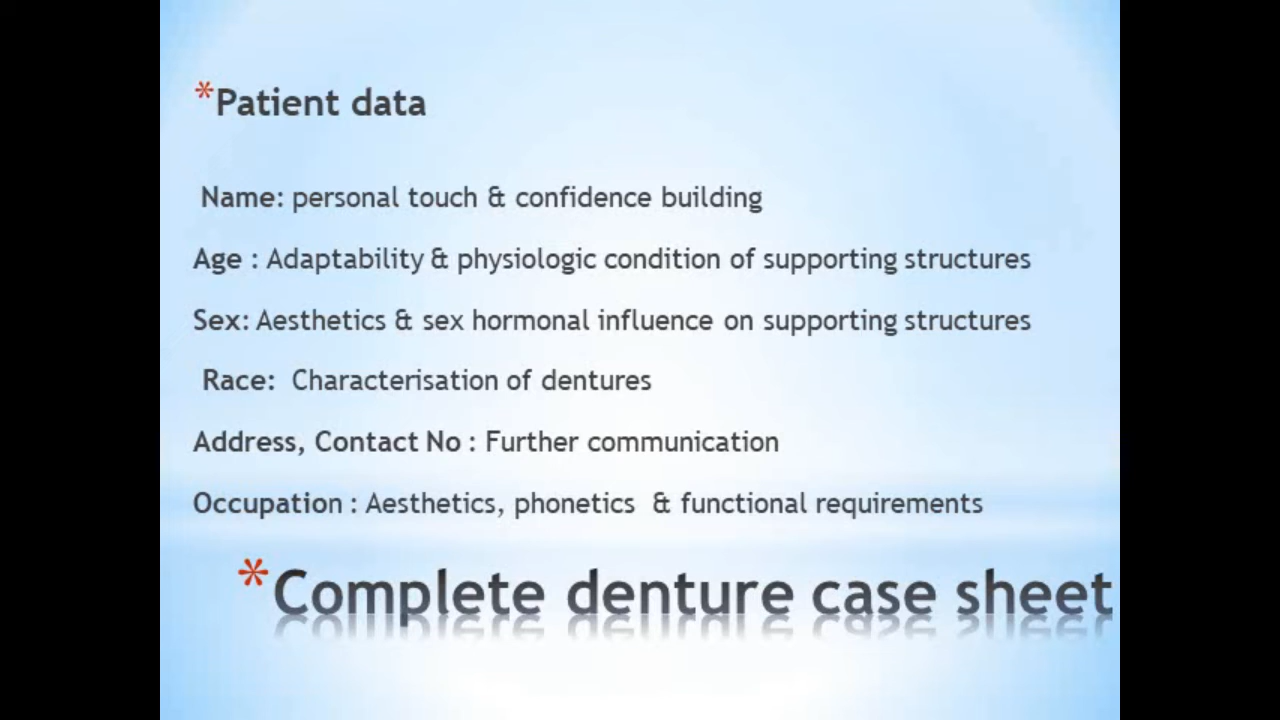 *Patient data
Name: personal touch & confidence building
Age : Adaptability & physiologic condition of supporting structures
Sex: Aesthetics & sex hormonal influence on supporting structures
Race: Characterisation of dentures
Address, Contact No : Further communication
Occupation : Aesthetics, phonetics & functional requirements
*Complete denture case sheet